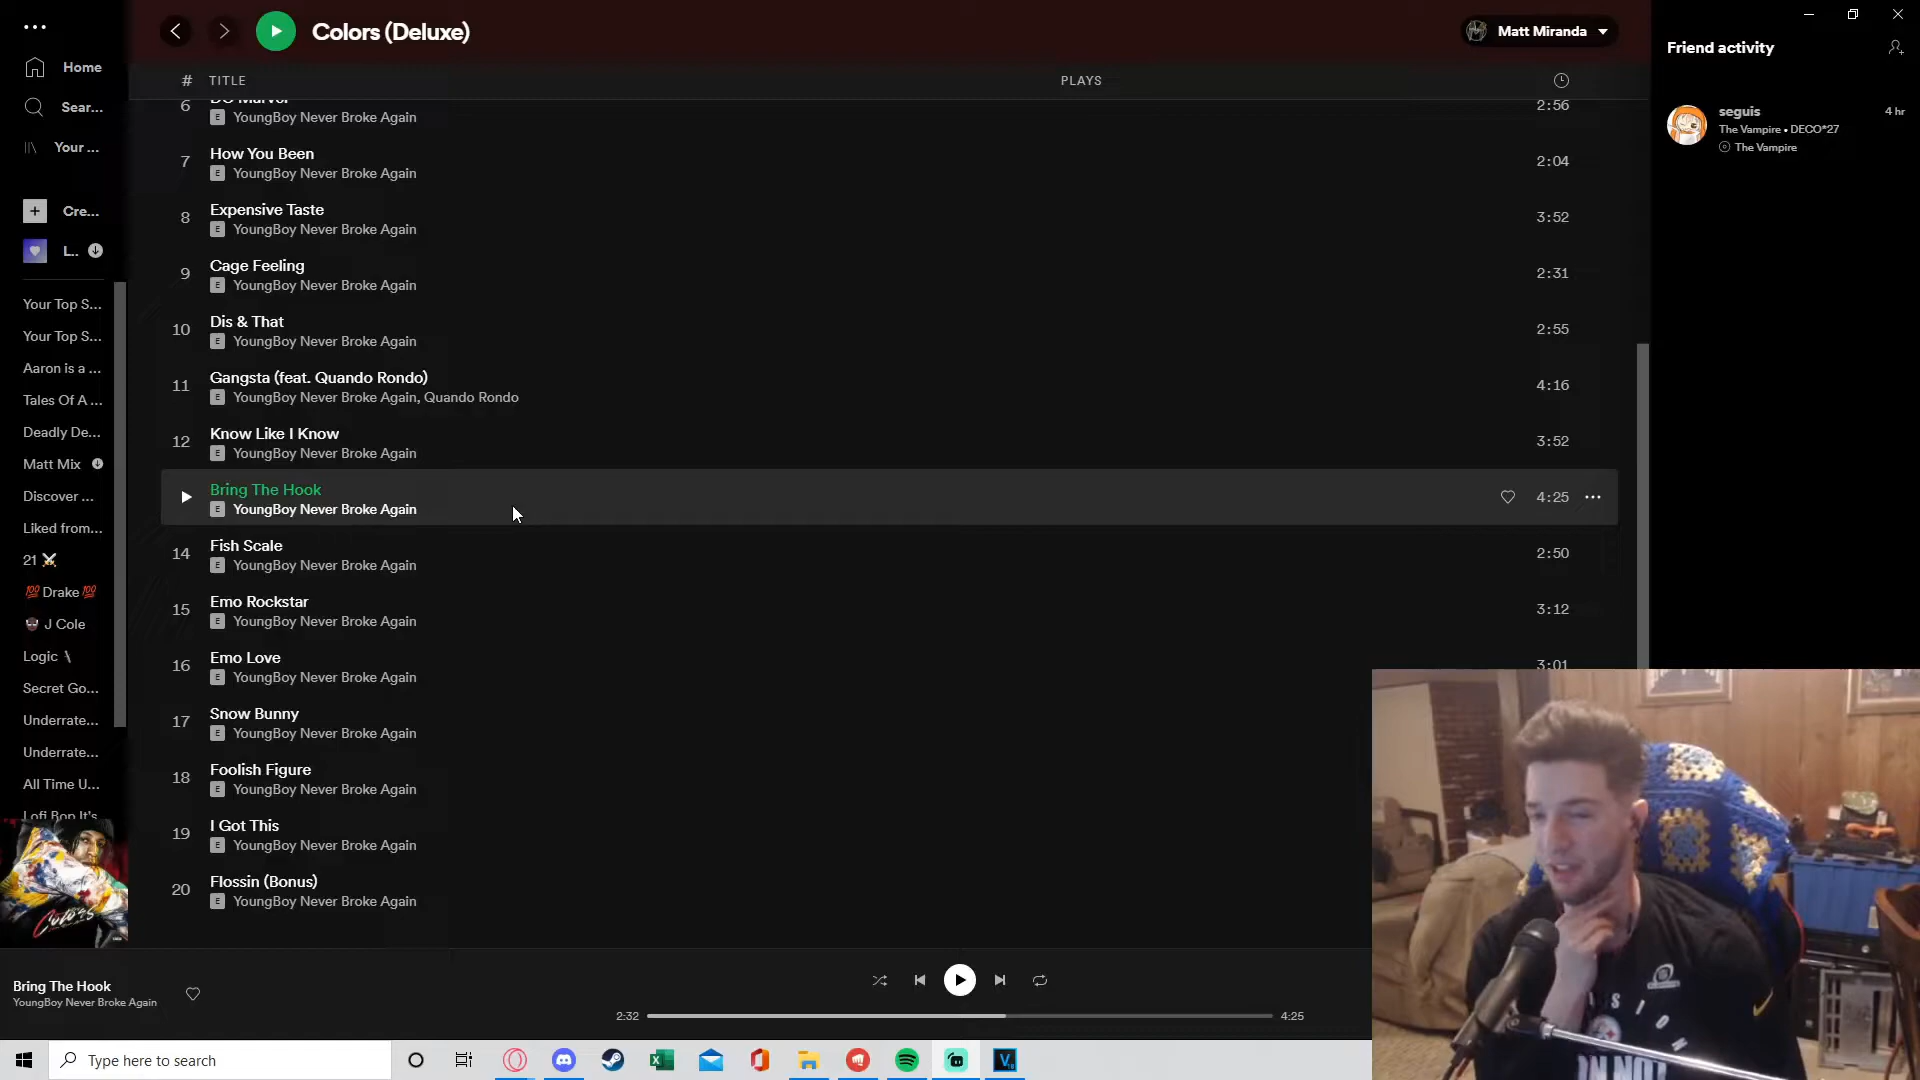 Colors (Deluxe)
Matt Miranda
Friend activity
Home
Sear...
Your ...
Cre...
L..
Your Top S...
Your Top S...
Aaron is a ...
Tales Of A ...
Deadly De...
Matt Mix
Discover ...
Liked from...
21 ⚔
💯 Drake 💯
J Cole
Logic \
Secret Go...
Underrate...
Underrate...
All Time U...
Lofi Bop It's
# TITLE PLAYS
6 DC Marvel 2:56
E YoungBoy Never Broke Again
7 How You Been 2:04
E YoungBoy Never Broke Again
8 Expensive Taste 3:52
E YoungBoy Never Broke Again
9 Cage Feeling 2:31
E YoungBoy Never Broke Again
10 Dis & That 2:55
E YoungBoy Never Broke Again
11 Gangsta (feat. Quando Rondo) 4:16
E YoungBoy Never Broke Again, Quando Rondo
12 Know Like I Know 3:52
E YoungBoy Never Broke Again
Bring The Hook 4:25
E YoungBoy Never Broke Again
14 Fish Scale 2:50
E YoungBoy Never Broke Again
15 Emo Rockstar 3:12
E YoungBoy Never Broke Again
16 Emo Love 3:01
E YoungBoy Never Broke Again
17 Snow Bunny
E YoungBoy Never Broke Again
18 Foolish Figure
E YoungBoy Never Broke Again
19 I Got This
E YoungBoy Never Broke Again
20 Flossin (Bonus)
E YoungBoy Never Broke Again
seguis 4 hr
The Vampire • DECO*27
The Vampire
Colors
Bring The Hook
YoungBoy Never Broke Again
2:32 4:25
Type here to search